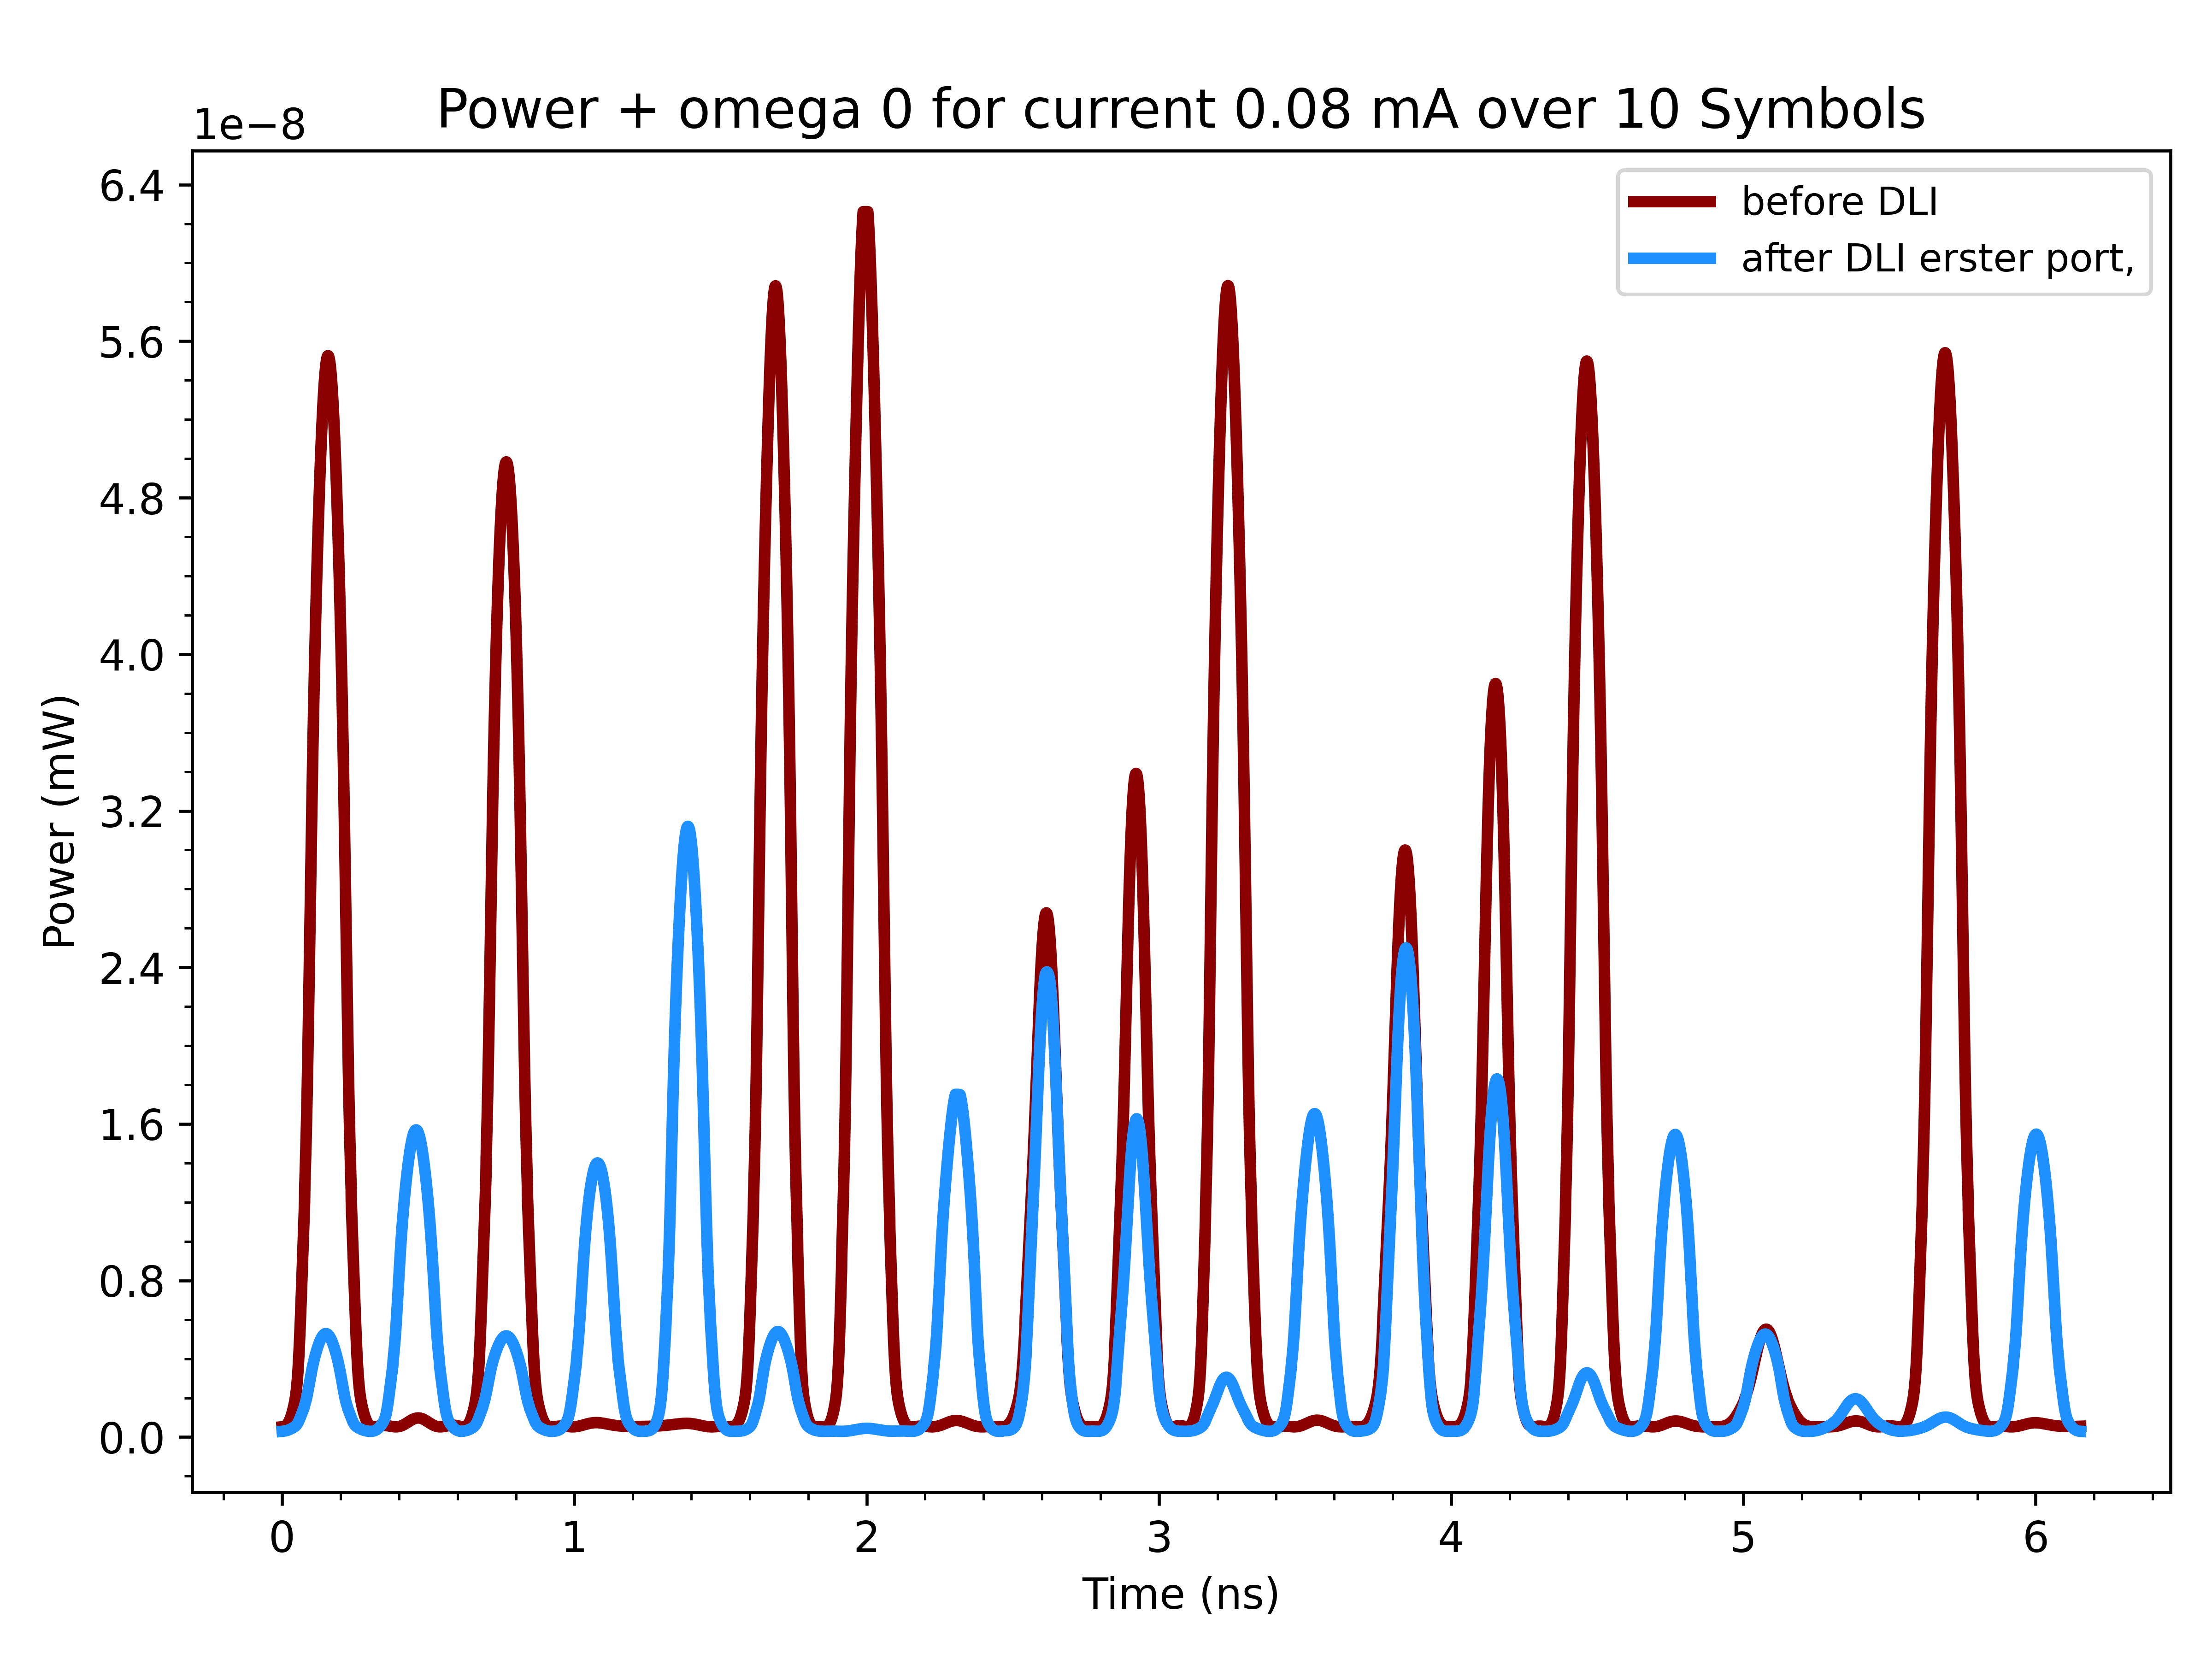 Power + omega 0 for current 0.08 mA over 10 Symbols
1e−8
before DLI
after DLI erster port,
6.4
5.6
4.8
4.0
3.2
2.4
1.6
0.8
0.0
Power (mW)
0 1 2 3 4 5 6
Time (ns)